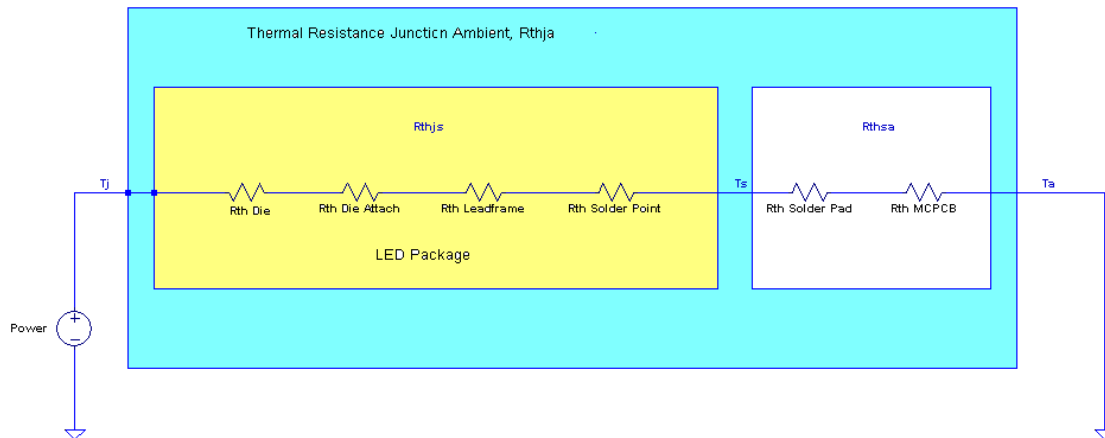 Thermal Resistance Junction Ambient, Rthja
Rthjs
Rthsa
Tj
Ts
Ta
Rth Die
Rth Die Attach
Rth Leadframe
Rth Solder Point
Rth Solder Pad
Rth MCPCB
LED Package
Power
+
−